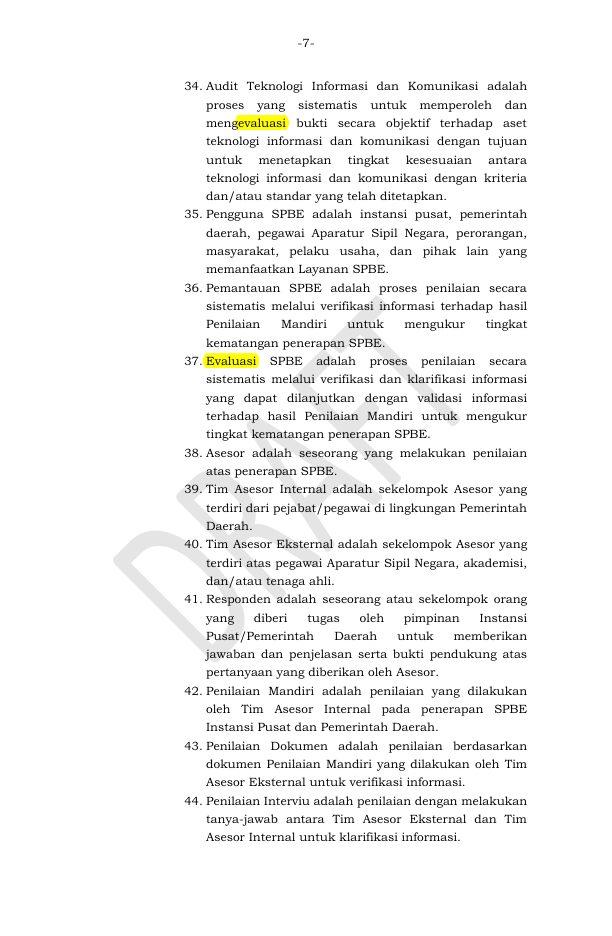 -7-
34. Audit Teknologi Informasi dan Komunikasi adalah
proses yang sistematis untuk memperoleh dan
mengevaluasi bukti secara objektif terhadap aset
teknologi informasi dan komunikasi dengan tujuan
untuk menetapkan tingkat kesesuaian antara
teknologi informasi dan komunikasi dengan kriteria
dan/atau standar yang telah ditetapkan.
35. Pengguna SPBE adalah instansi pusat, pemerintah
daerah, pegawai Aparatur Sipil Negara, perorangan,
masyarakat, pelaku usaha, dan pihak lain yang
memanfaatkan Layanan SPBE.
36. Pemantauan SPBE adalah proses penilaian secara
sistematis melalui verifikasi informasi terhadap hasil
Penilaian Mandiri untuk mengukur tingkat
kematangan penerapan SPBE.
37. Evaluasi SPBE adalah proses penilaian secara
sistematis melalui verifikasi dan klarifikasi informasi
yang dapat dilanjutkan dengan validasi informasi
terhadap hasil Penilaian Mandiri untuk mengukur
tingkat kematangan penerapan SPBE.
38. Asesor adalah seseorang yang melakukan penilaian
atas penerapan SPBE.
39. Tim Asesor Internal adalah sekelompok Asesor yang
terdiri dari pejabat/pegawai di lingkungan Pemerintah
Daerah.
40. Tim Asesor Eksternal adalah sekelompok Asesor yang
terdiri atas pegawai Aparatur Sipil Negara, akademisi,
dan/atau tenaga ahli.
41. Responden adalah seseorang atau sekelompok orang
yang diberi tugas oleh pimpinan Instansi
Pusat/Pemerintah Daerah untuk memberikan
jawaban dan penjelasan serta bukti pendukung atas
pertanyaan yang diberikan oleh Asesor.
42. Penilaian Mandiri adalah penilaian yang dilakukan
oleh Tim Asesor Internal pada penerapan SPBE
Instansi Pusat dan Pemerintah Daerah.
43. Penilaian Dokumen adalah penilaian berdasarkan
dokumen Penilaian Mandiri yang dilakukan oleh Tim
Asesor Eksternal untuk verifikasi informasi.
44. Penilaian Interviu adalah penilaian dengan melakukan
tanya-jawab antara Tim Asesor Eksternal dan Tim
Asesor Internal untuk klarifikasi informasi.
DRAFT